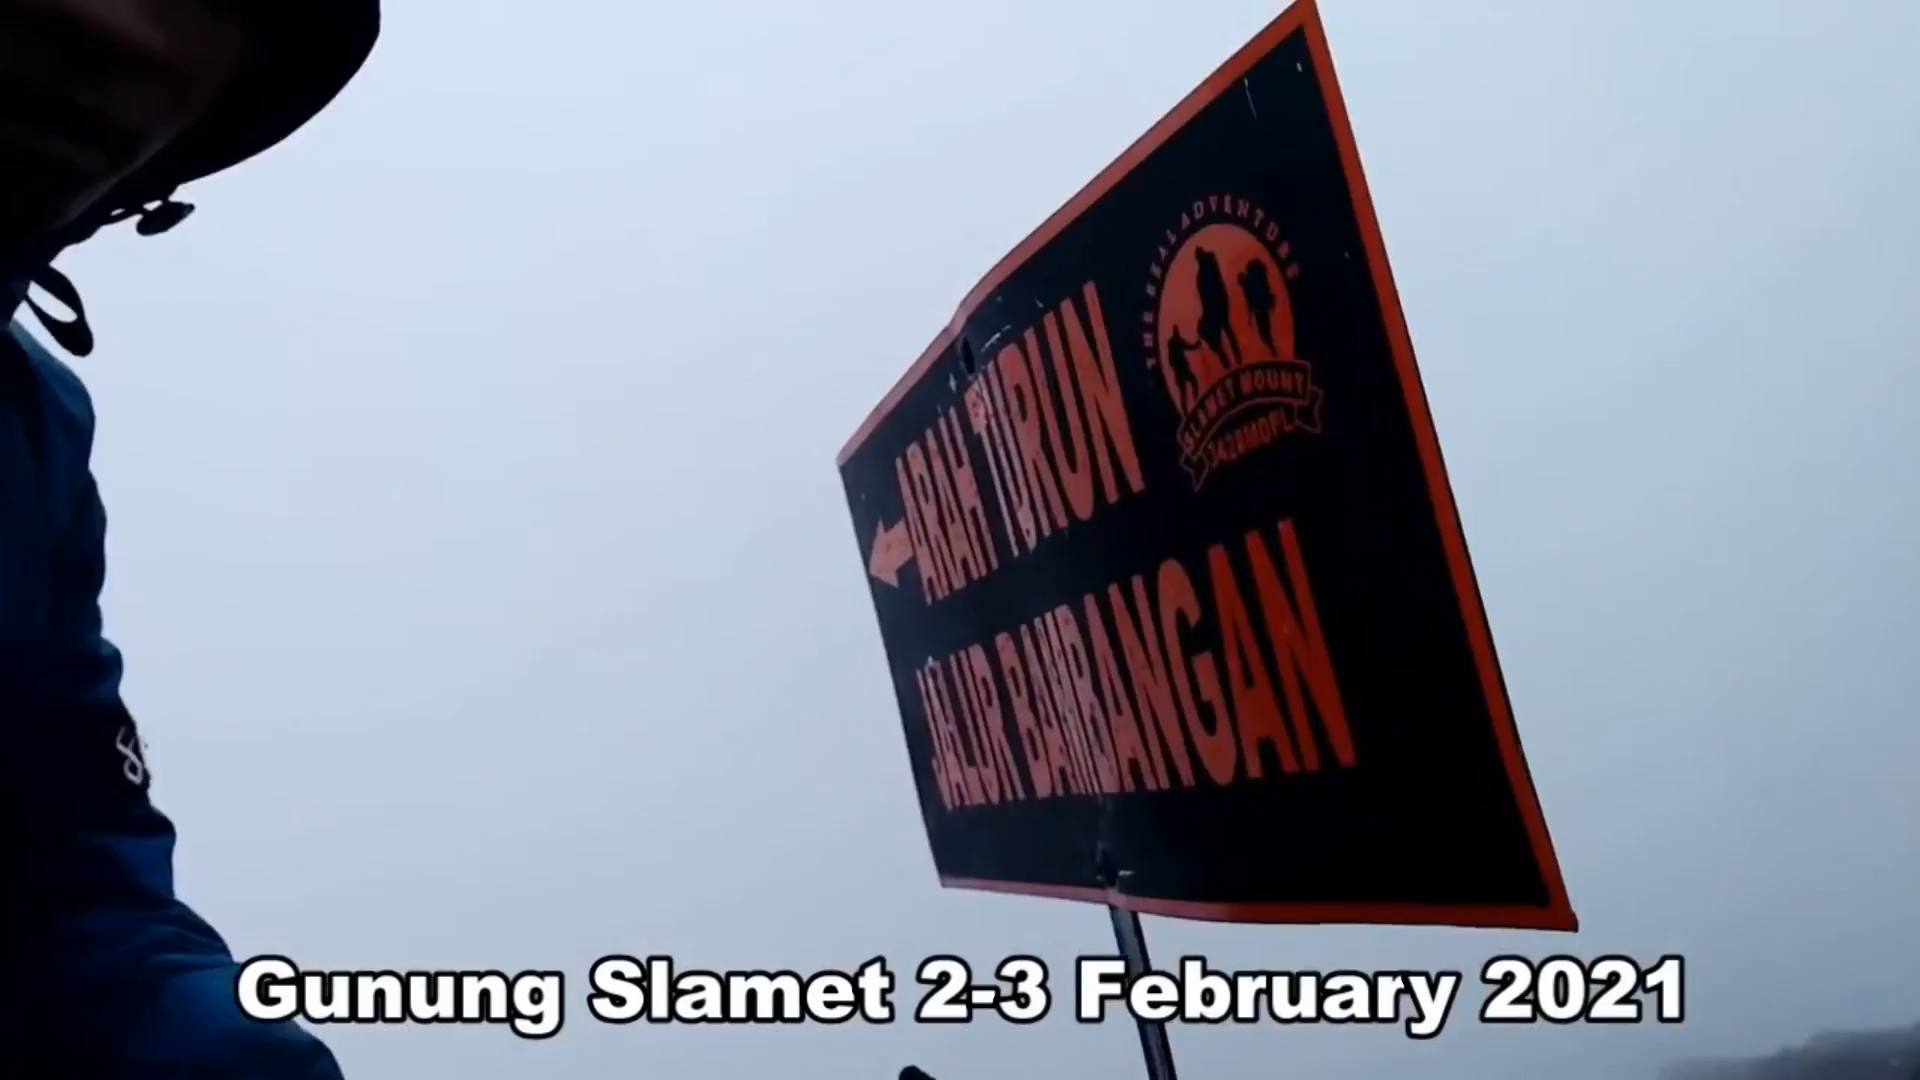 THE REAL ADVENTURE
SLAMET MOUNT
3428MDPL
ARAH TURUN
JALUR BAMBANGAN
Gunung Slamet 2-3 February 2021